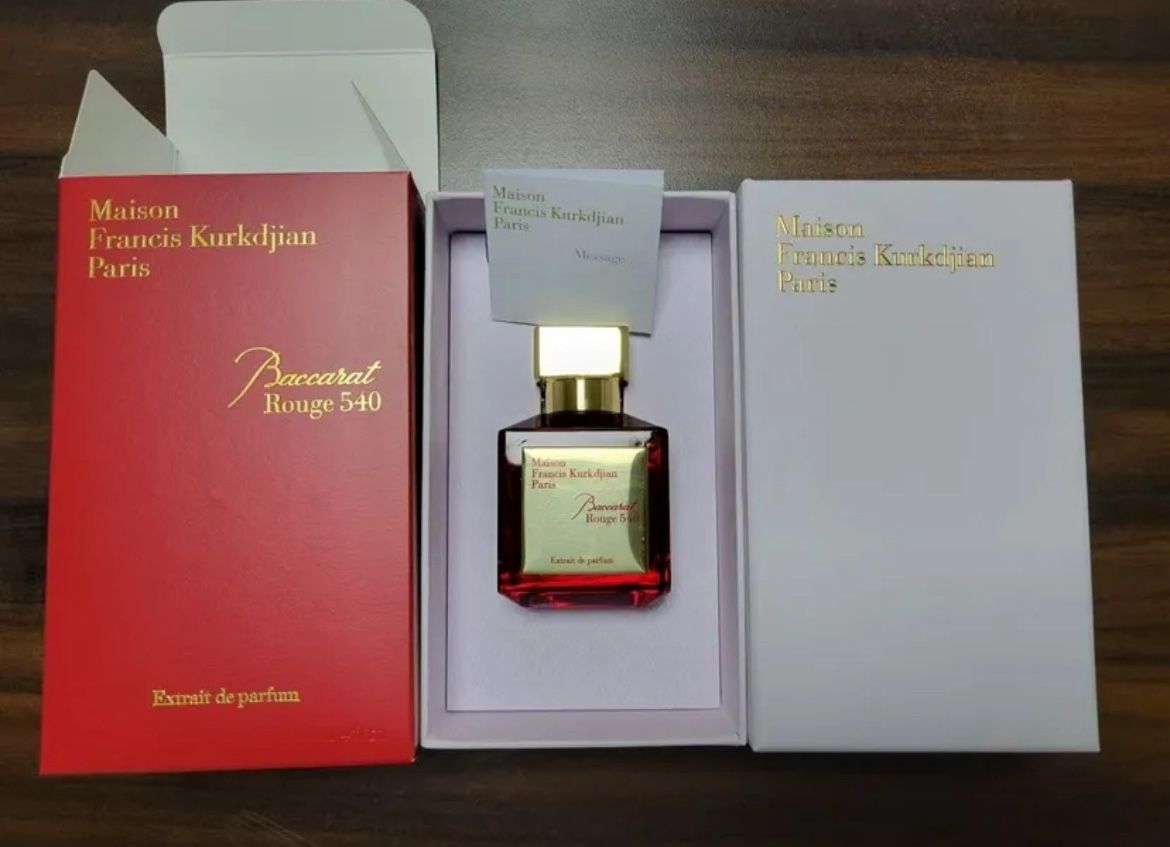 Maison
Francis Kurkdjian
Paris
Baccarat
Rouge 540
Extrait de parfum
Maison
Francis Kurkdjian
Paris
Message
Maison
Francis Kurkdjian
Paris
Baccarat
Rouge 540
Extrait de parfum
Maison
Francis Kurkdjian
Paris